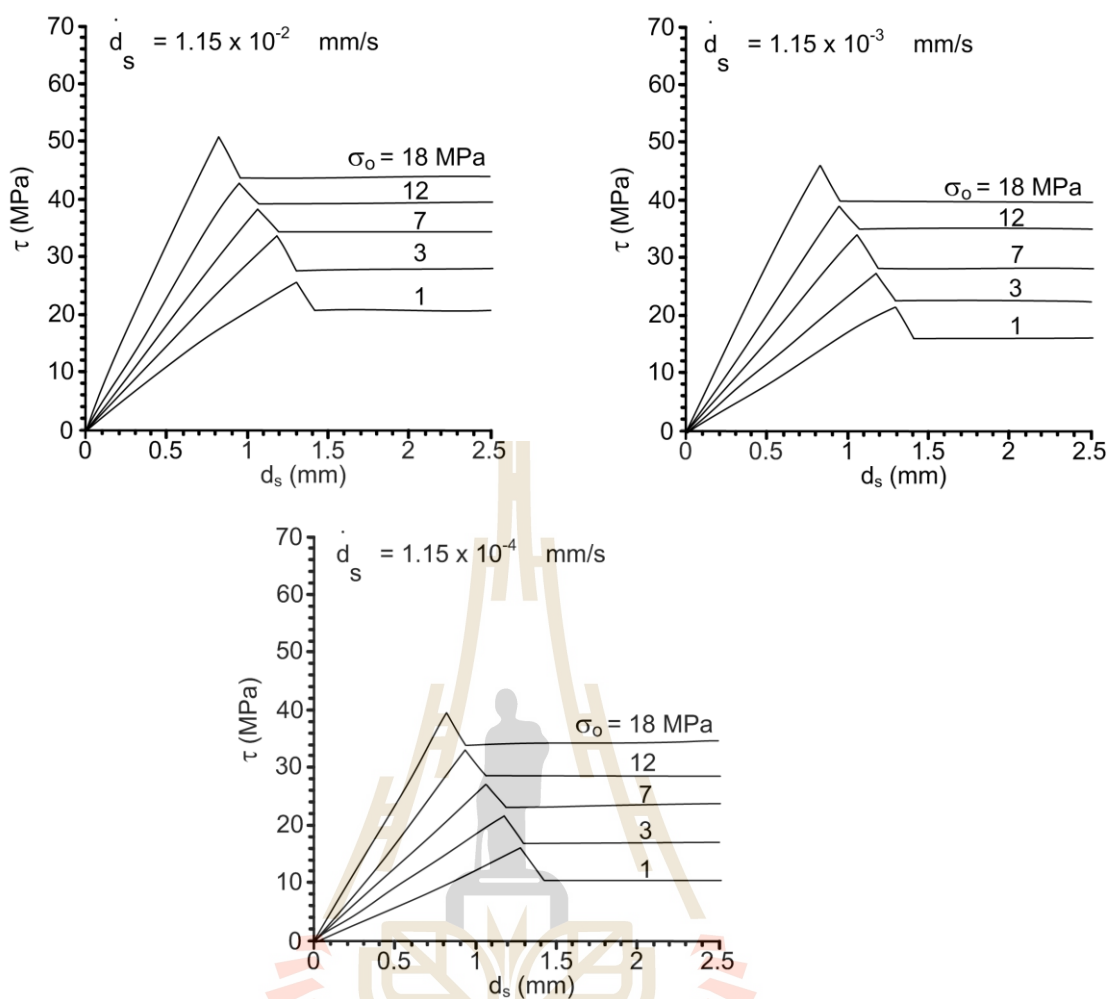 ḋs = 1.15 x 10-2 mm/s
70
60
50
40
30
20
10
0
τ (MPa)
σo = 18 MPa
12
7
3
1
0 0.5 1 1.5 2 2.5
ds (mm)
ḋs = 1.15 x 10-3 mm/s
70
60
50
40
30
20
10
0
τ (MPa)
σo = 18 MPa
12
7
3
1
0 0.5 1 1.5 2 2.5
ds (mm)
ḋs = 1.15 x 10-4 mm/s
70
60
50
40
30
20
10
0
τ (MPa)
σo = 18 MPa
12
7
3
1
0 0.5 1 1.5 2 2.5
ds (mm)